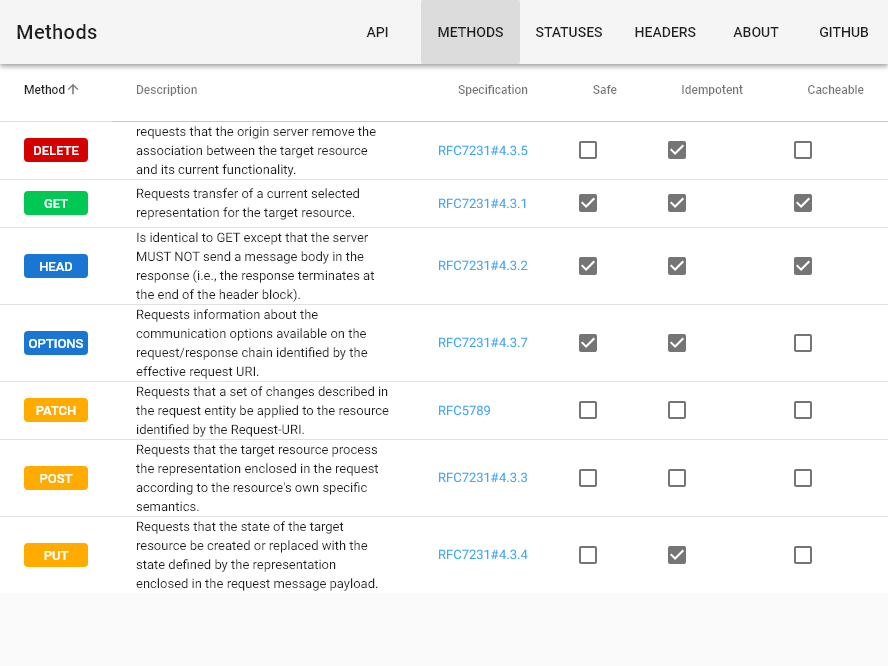 Methods
API
METHODS
STATUSES
HEADERS
ABOUT
GITHUB
Method
Description
Specification
Safe
Idempotent
Cacheable
DELETE
requests that the origin server remove the
association between the target resource
and its current functionality.
RFC7231#4.3.5
GET
Requests transfer of a current selected
representation for the target resource.
RFC7231#4.3.1
HEAD
Is identical to GET except that the server
MUST NOT send a message body in the
response (i.e., the response terminates at
the end of the header block).
RFC7231#4.3.2
OPTIONS
Requests information about the
communication options available on the
request/response chain identified by the
effective request URI.
RFC7231#4.3.7
PATCH
Requests that a set of changes described in
the request entity be applied to the resource
identified by the Request-URI.
RFC5789
POST
Requests that the target resource process
the representation enclosed in the request
according to the resource's own specific
semantics.
RFC7231#4.3.3
PUT
Requests that the state of the target
resource be created or replaced with the
state defined by the representation
enclosed in the request message payload.
RFC7231#4.3.4